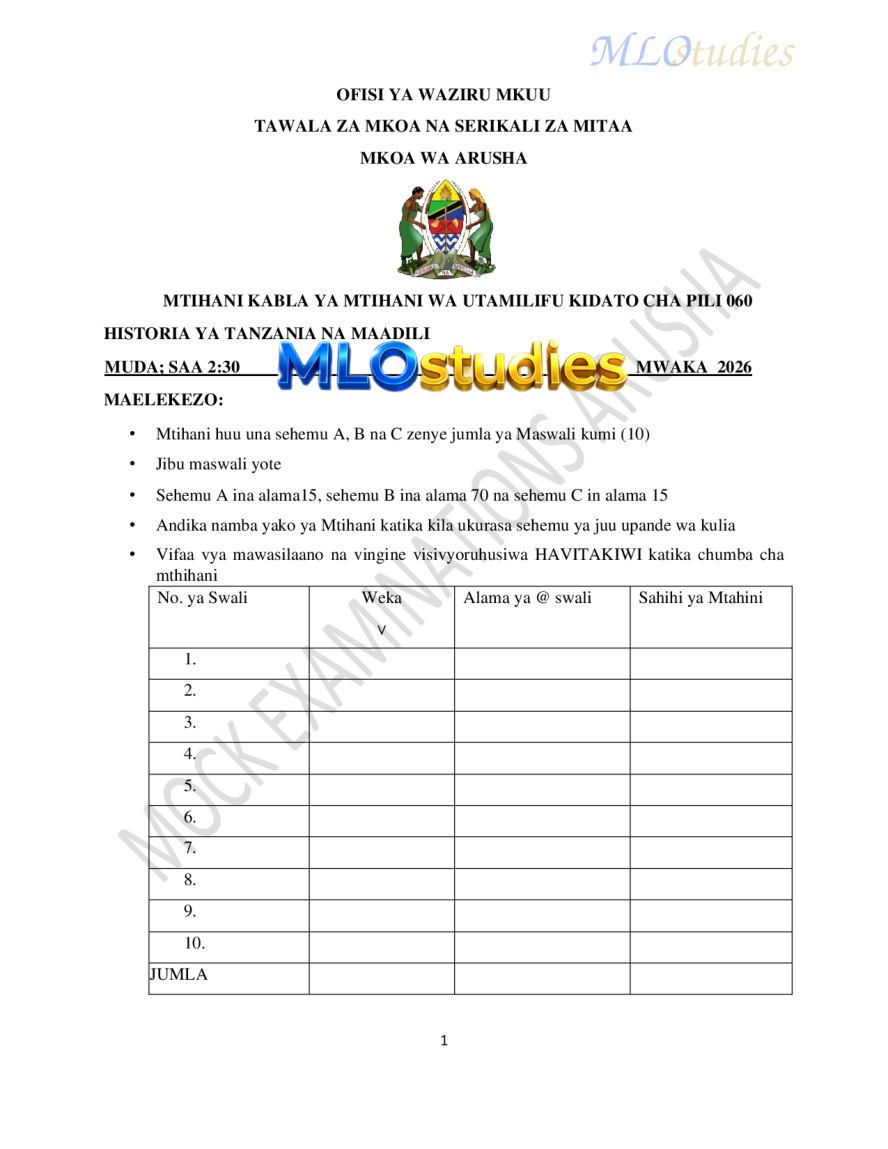 MLOstudies
OFISI YA WAZIRU MKUU
TAWALA ZA MKOA NA SERIKALI ZA MITAA
MKOA WA ARUSHA
UHURU NA UMOJA
MTIHANI KABLA YA MTIHANI WA UTAMILIFU KIDATO CHA PILI 060
HISTORIA YA TANZANIA NA MAADILI
MUDA; SAA 2:30 MLOstudies MWAKA 2026
MAELEKEZO:
• Mtihani huu una sehemu A, B na C zenye jumla ya Maswali kumi (10)
• Jibu maswali yote
• Sehemu A ina alama15, sehemu B ina alama 70 na sehemu C in alama 15
• Andika namba yako ya Mtihani katika kila ukurasa sehemu ya juu upande wa kulia
• Vifaa vya mawasilaano na vingine visivyoruhusiwa HAVITAKIWI katika chumba cha
mthihani
No. ya Swali Weka Alama ya @ swali Sahihi ya Mtahini
V
1.
2.
3.
4.
5.
6.
7.
8.
9.
10.
JUMLA
MOCK EXAMINATIONS ARUSHA
1